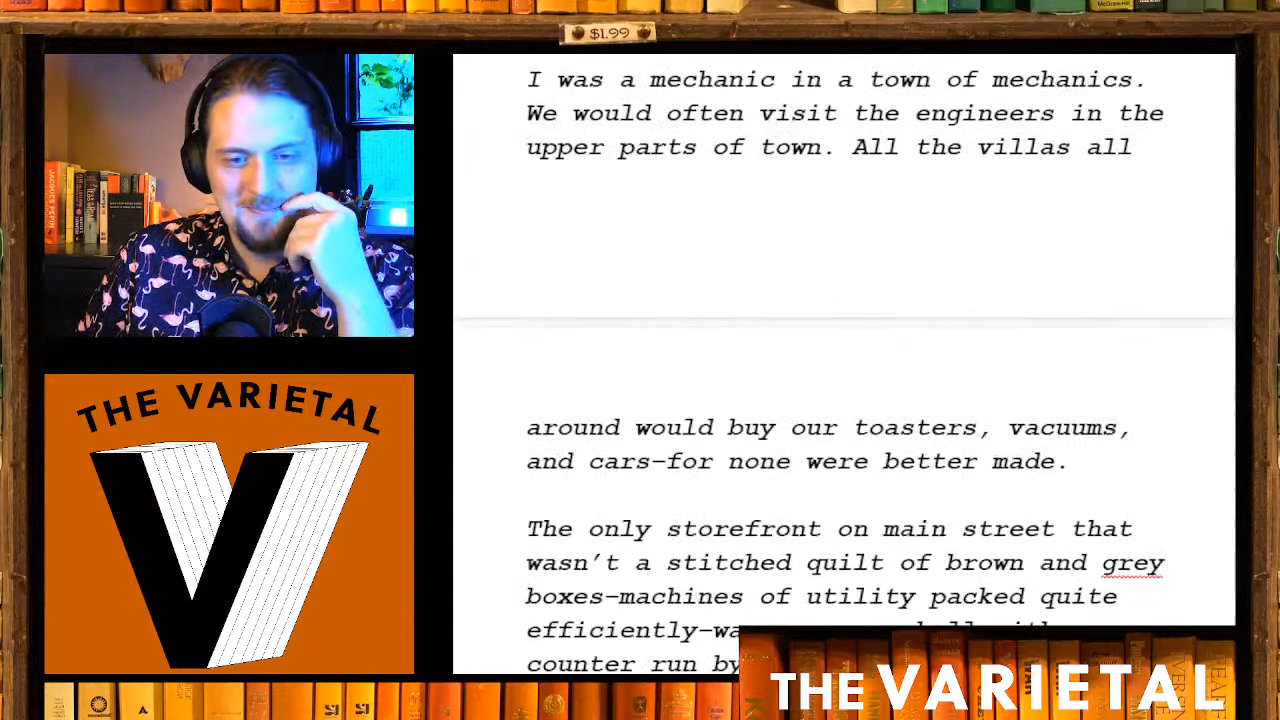 $1.99
I was a mechanic in a town of mechanics.
We would often visit the engineers in the
upper parts of town. All the villas all
around would buy our toasters, vacuums,
and cars—for none were better made.
The only storefront on main street that
wasn't a stitched quilt of brown and grey
boxes—machines of utility packed quite
efficiently—
counter run by
JACQUES PEPIN
THE VARIETAL
V
THE VARIETAL